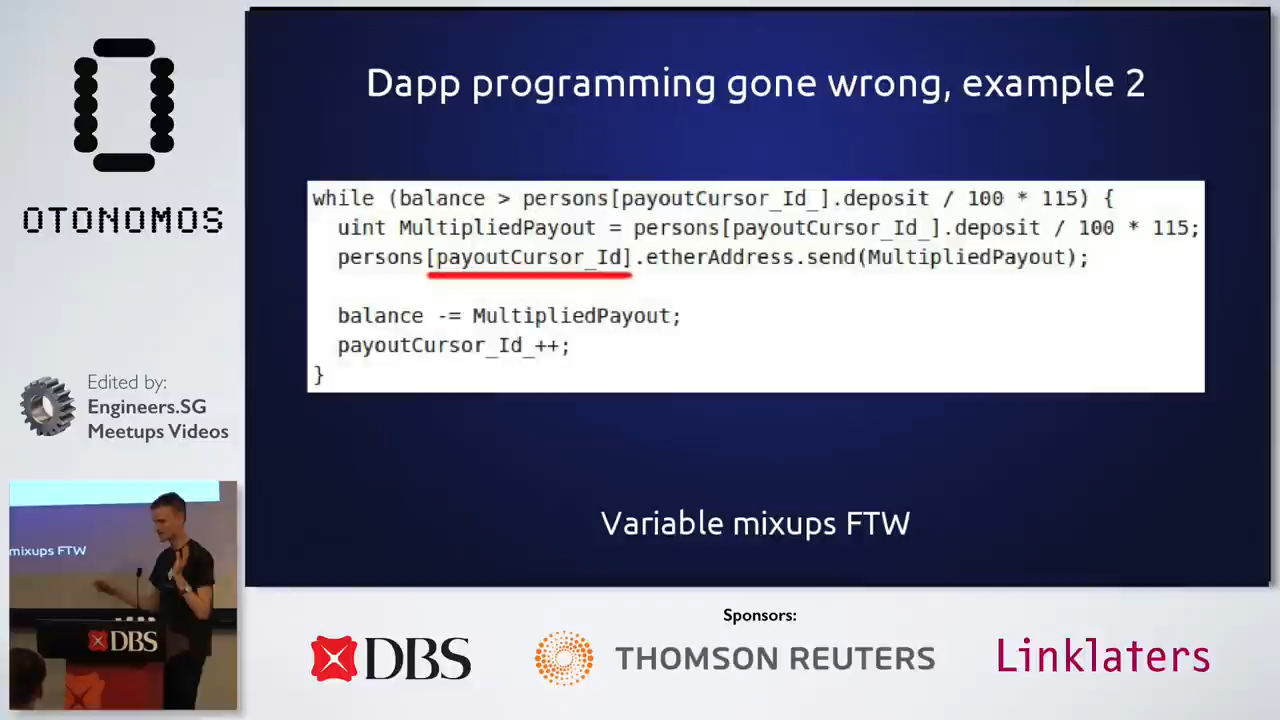 OTONOMOS
Dapp programming gone wrong, example 2
while (balance > persons[payoutCursor_Id_].deposit / 100 * 115) {
uint MultipliedPayout = persons[payoutCursor_Id_].deposit / 100 * 115;
persons[payoutCursor_Id].etherAddress.send(MultipliedPayout);
balance -= MultipliedPayout;
payoutCursor_Id_++;
}
Variable mixups FTW
Edited by:
Engineers.SG
Meetups Videos
mixups FTW
DBS
Sponsors:
DBS
THOMSON REUTERS
Linklaters